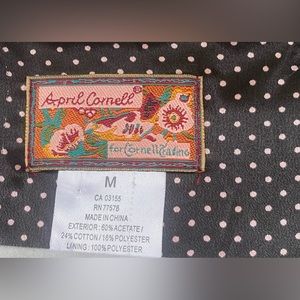 April Cornell
for Cornell Trading
M
CA 03155
RN 77578
MADE IN CHINA
EXTERIOR: 60% ACETATE /
24% COTTON / 16% POLYESTER
LINING: 100% POLYESTER